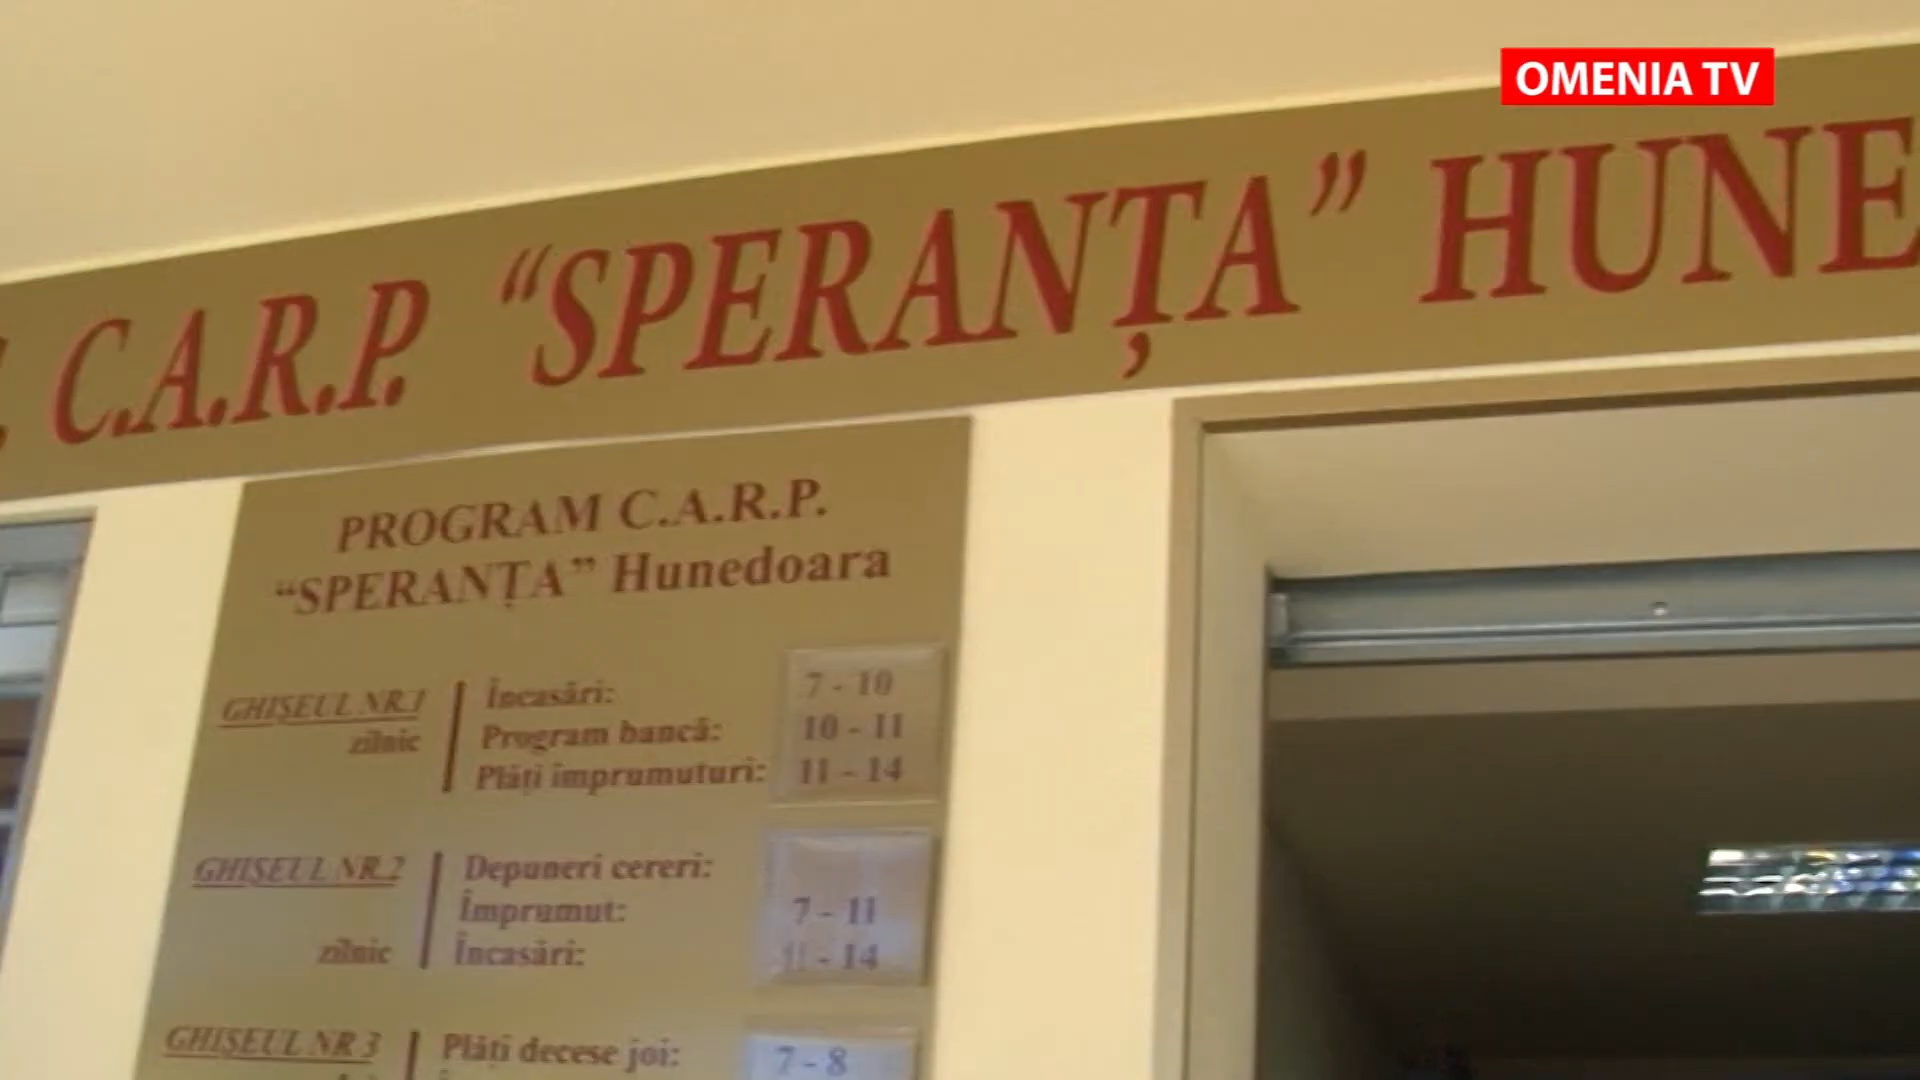 OMENIA TV
C.A.R.P. “SPERANȚA” HUNE
PROGRAM C.A.R.P.
“SPERANȚA” Hunedoara
GHIȘEUL NR.1
zilnic
Încasări: 7 - 10
Program bancă: 10 - 11
Plăți împrumuturi: 11 - 14
GHIȘEUL NR.2
zilnic
Depuneri cereri:
Împrumut: 7 - 11
Încasări: 11 - 14
GHIȘEUL NR 3
Plăți decese joi: 7 - 8